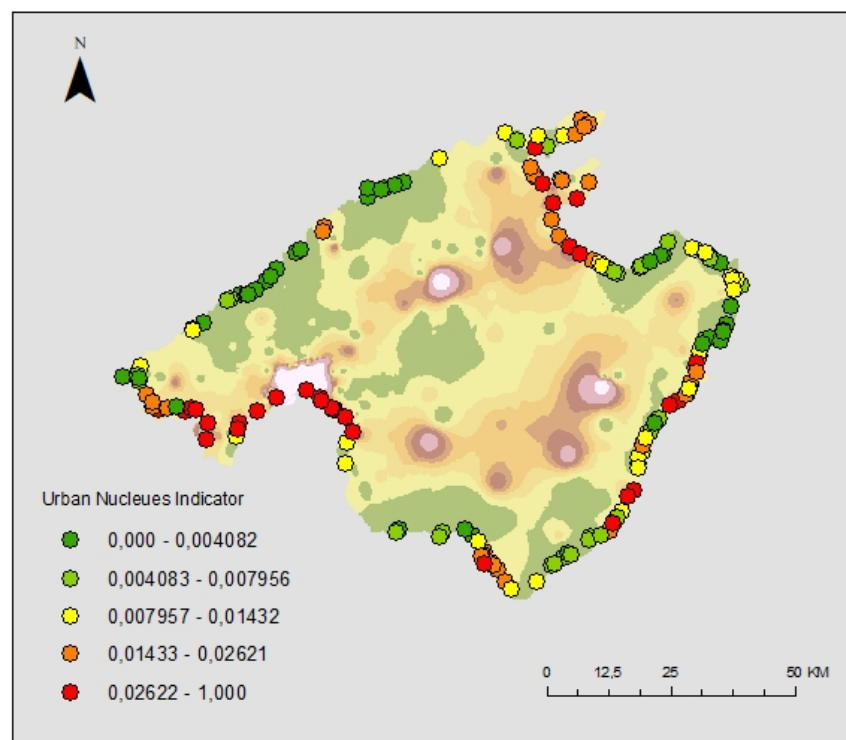 N
Urban Nucleues Indicator
0,000 - 0,004082
0,004083 - 0,007956
0,007957 - 0,01432
0,01433 - 0,02621
0,02622 - 1,000
0 12,5 25 50 KM